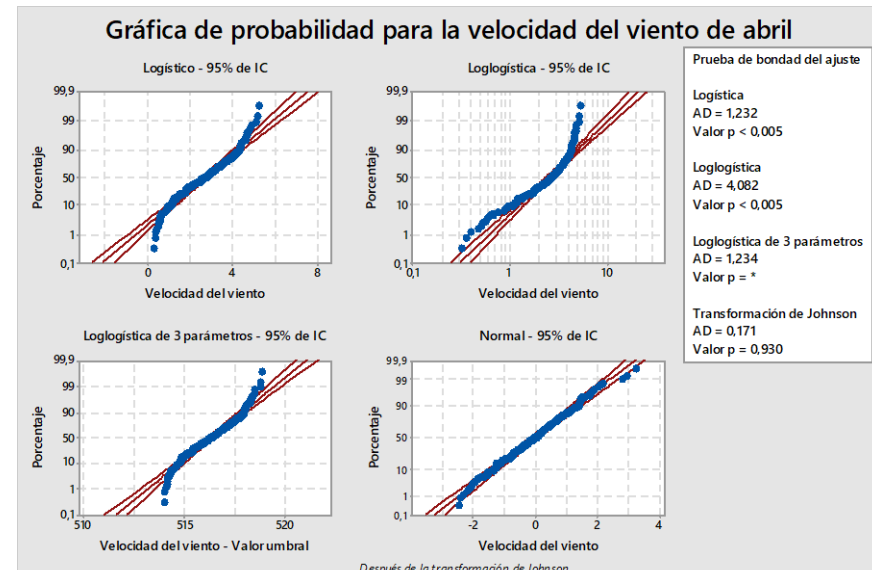 Gráfica de probabilidad para la velocidad del viento de abril
Logístico - 95% de IC
99,9
99
90
50
10
1
0,1
Porcentaje
0 4 8
Velocidad del viento
Loglogística - 95% de IC
99,9
99
90
50
10
1
0,1
Porcentaje
0,1 1 10
Velocidad del viento
Loglogística de 3 parámetros - 95% de IC
99,9
99
90
50
10
1
0,1
Porcentaje
510 515 520
Velocidad del viento - Valor umbral
Normal - 95% de IC
99,9
99
90
50
10
1
0,1
Porcentaje
-2 0 2 4
Velocidad del viento
Después de la transformación de Johnson
Prueba de bondad del ajuste
Logística
AD = 1,232
Valor p < 0,005
Loglogística
AD = 4,082
Valor p < 0,005
Loglogística de 3 parámetros
AD = 1,234
Valor p = *
Transformación de Johnson
AD = 0,171
Valor p = 0,930